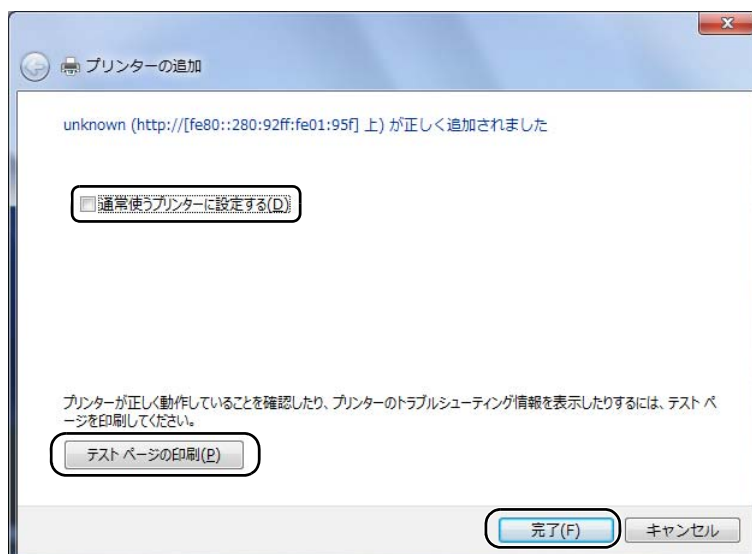 プリンターの追加
unknown (http://[fe80::280:92ff:fe01:95f] 上) が正しく追加されました
通常使うプリンターに設定する(D)
プリンターが正しく動作していることを確認したり、プリンターのトラブルシューティング情報を表示したりするには、テスト ペ
ージを印刷してください。
テスト ページの印刷(P)
完了(F)
キャンセル